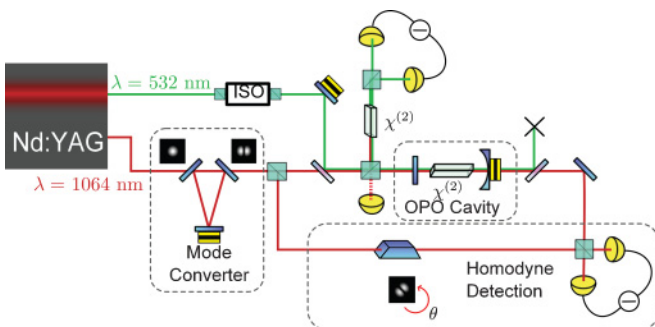 λ = 532 nm
ISO
Nd:YAG
λ = 1064 nm
χ(2)
χ(2)
OPO Cavity
Mode
Converter
Homodyne
Detection
θ